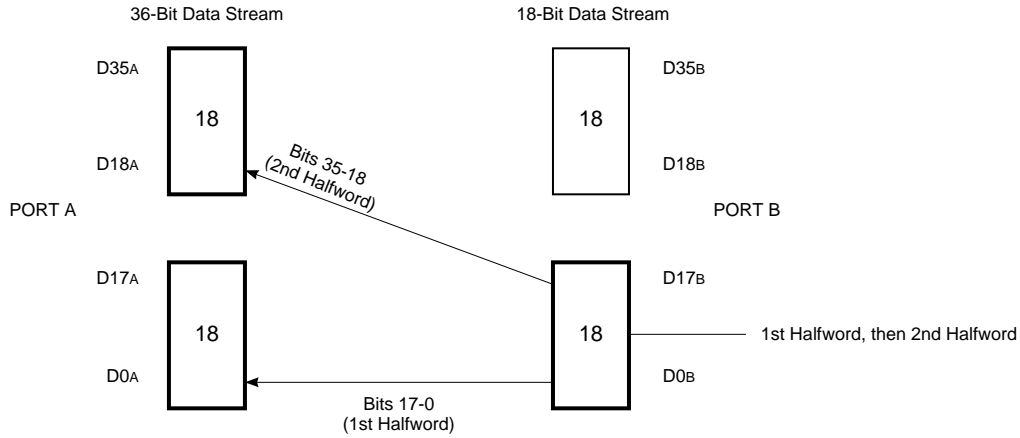 36-Bit Data Stream
18-Bit Data Stream
D35A
18
D18A
D35B
18
D18B
Bits 35-18
(2nd Halfword)
PORT A
PORT B
D17A
18
D0A
D17B
18
D0B
1st Halfword, then 2nd Halfword
Bits 17-0
(1st Halfword)